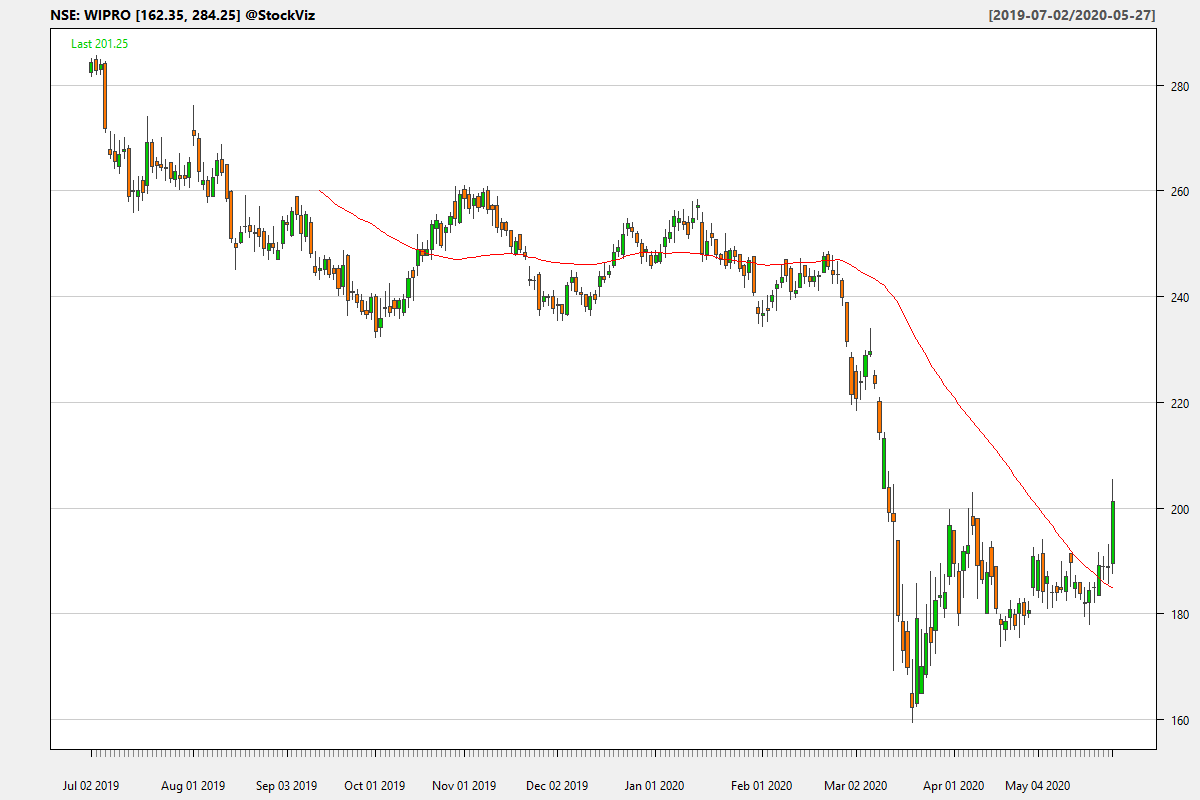 NSE: WIPRO [162.35, 284.25] @StockViz [2019-07-02/2020-05-27]
Last 201.25
280
260
240
220
200
180
160
Jul 02 2019 Aug 01 2019 Sep 03 2019 Oct 01 2019 Nov 01 2019 Dec 02 2019 Jan 01 2020 Feb 01 2020 Mar 02 2020 Apr 01 2020 May 04 2020